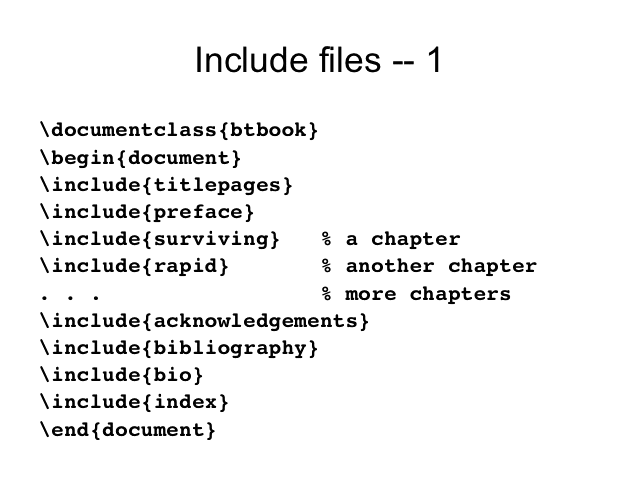 Include files -- 1
\documentclass{btbook}
\begin{document}
\include{titlepages}
\include{preface}
\include{surviving}   % a chapter
\include{rapid}       % another chapter
. . .                 % more chapters
\include{acknowledgements}
\include{bibliography}
\include{bio}
\include{index}
\end{document}